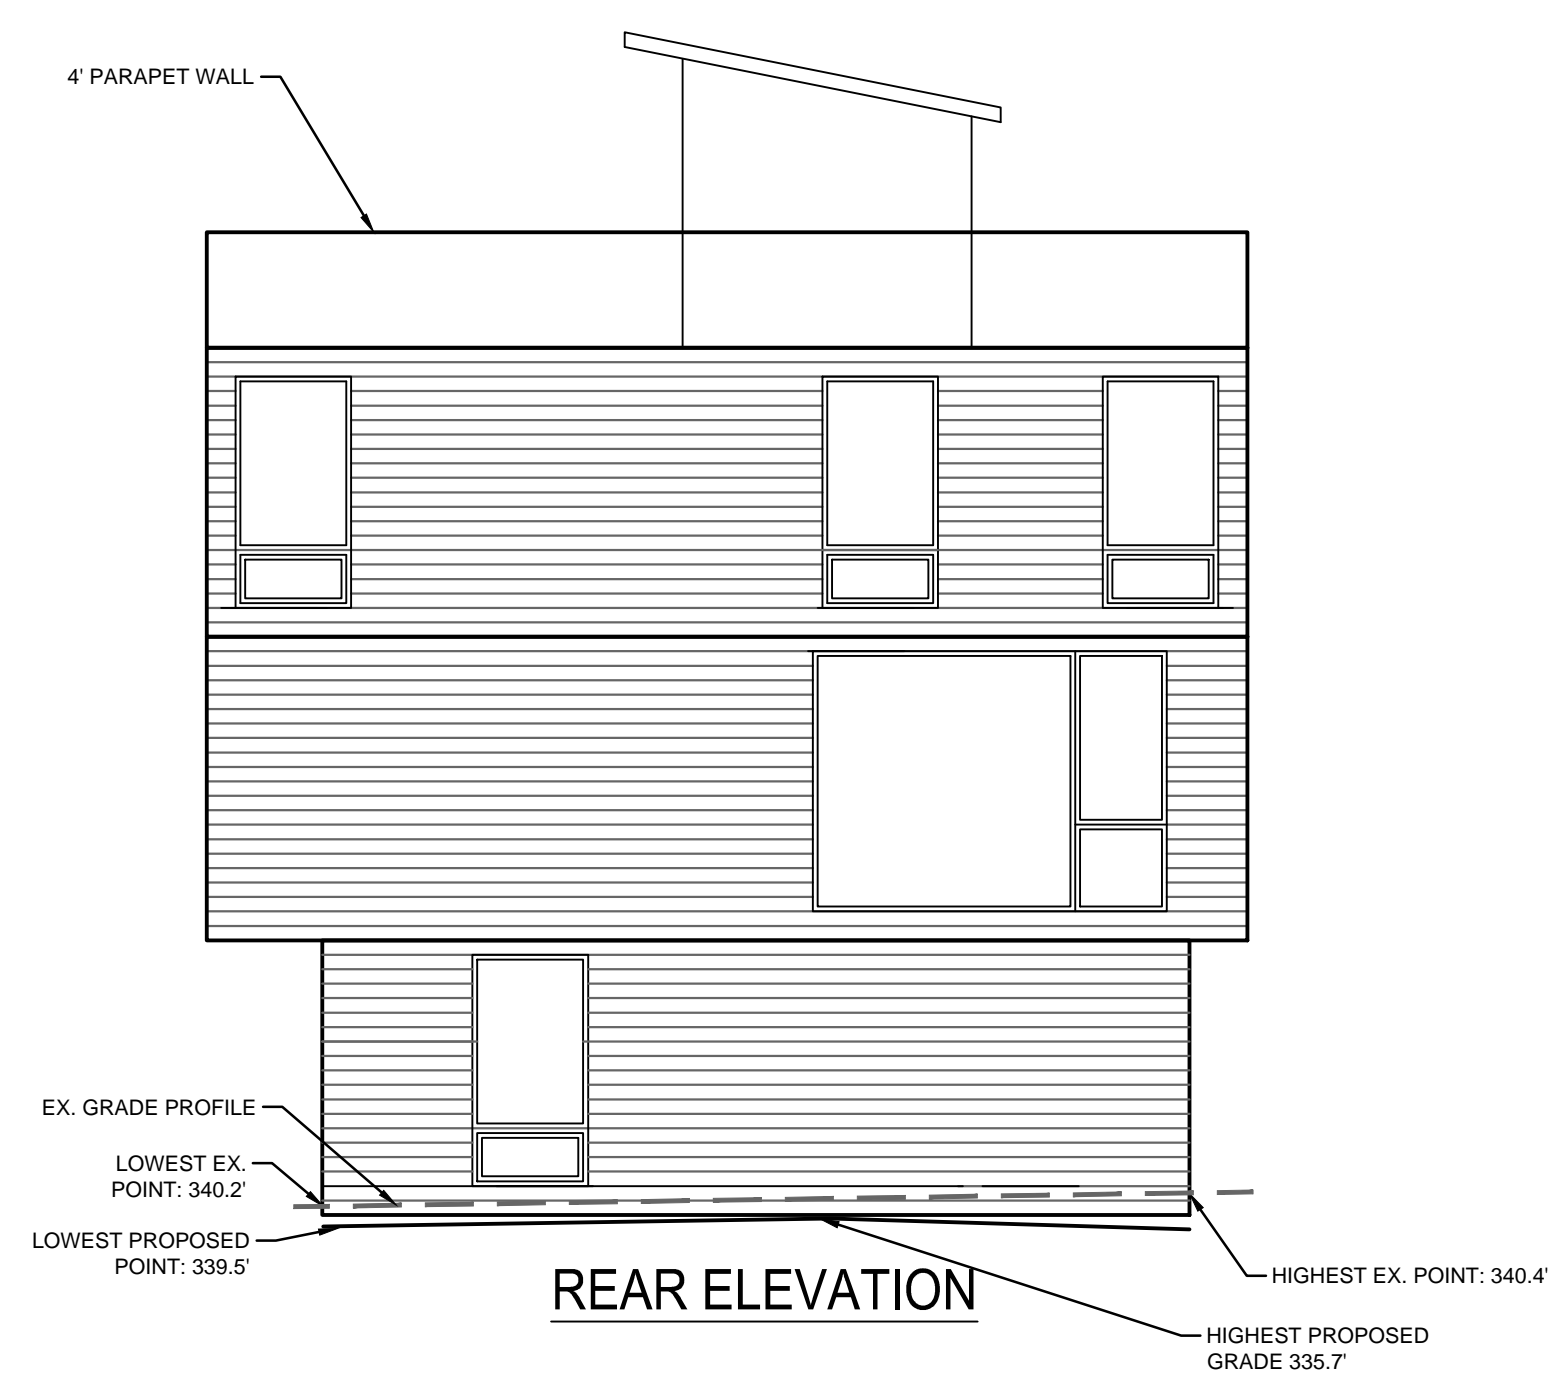 4' PARAPET WALL
EX. GRADE PROFILE
LOWEST EX.
POINT: 340.2'
LOWEST PROPOSED
POINT: 339.5'
REAR ELEVATION
HIGHEST EX. POINT: 340.4'
HIGHEST PROPOSED
GRADE 335.7'